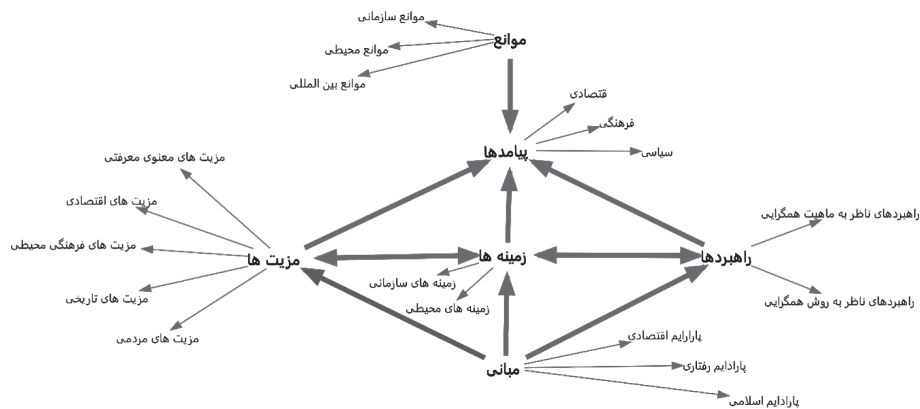 موانع سازمانی
موانع
موانع محیطی
موانع بین المللی
قتصادی
فرهنگی
پیامدها
سیاسی
مزیت های معنوی معرفتی
مزیت های اقتصادی
راهبردهای ناظر به ماهیت همگرایی
مزیت های فرهنگی محیطی
مزیت ها
زمینه ها
راهبردها
زمینه های سازمانی
مزیت های تاریخی
راهبردهای ناظر به روش همگرایی
زمینه های محیطی
مزیت های مردمی
پارارایم اقتصادی
مبانی
پارادایم رفتاری
پارادایم اسلامی